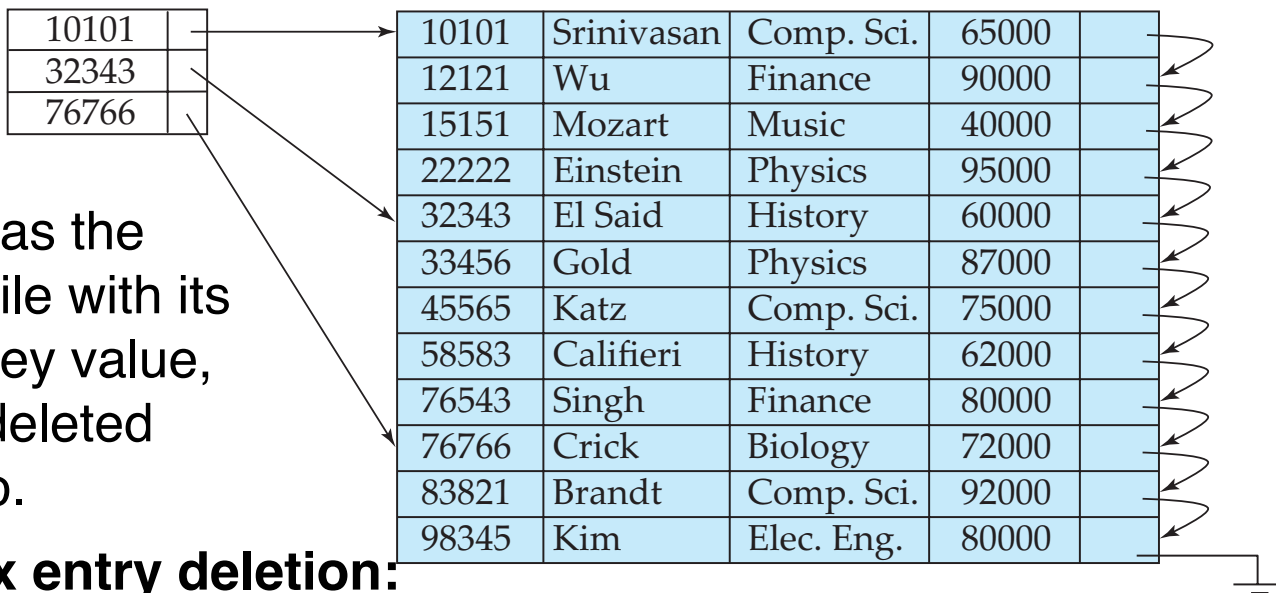 10101
32343
76766
10101 Srinivasan Comp. Sci. 65000
12121 Wu Finance 90000
15151 Mozart Music 40000
22222 Einstein Physics 95000
32343 El Said History 60000
33456 Gold Physics 87000
45565 Katz Comp. Sci. 75000
58583 Califieri History 62000
76543 Singh Finance 80000
76766 Crick Biology 72000
83821 Brandt Comp. Sci. 92000
98345 Kim Elec. Eng. 80000
as the
ile with its
ey value,
deleted
o.
x entry deletion: